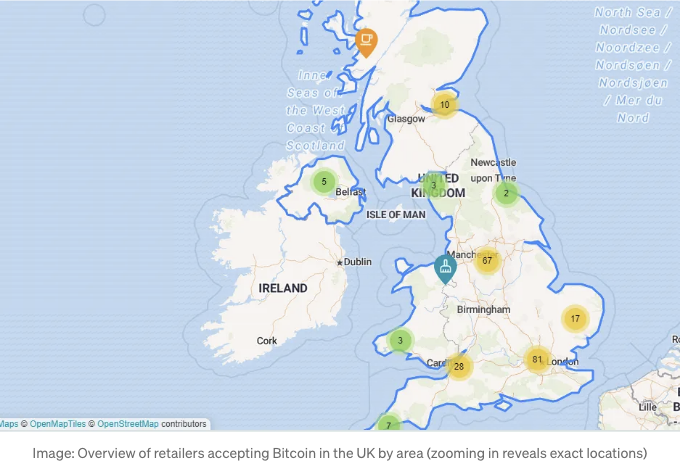 North Sea /
Nordsee /
Noordzee /
Nordsøen /
Nordsjøen
/ Mer du
Nord
Inne
Seas of
the West
Coast
Scotland
10
Glasgow
Newcastle
upon Tyne
UNITED
KINGDOM
3
2
5
Belfast
ISLE OF MAN
Manche
67
Dublin
IRELAND
Birmingham
17
Cork
3
Card
28
81
London
Lille
7
Maps © OpenMapTiles © OpenStreetMap contributors
Image: Overview of retailers accepting Bitcoin in the UK by area (zooming in reveals exact locations)